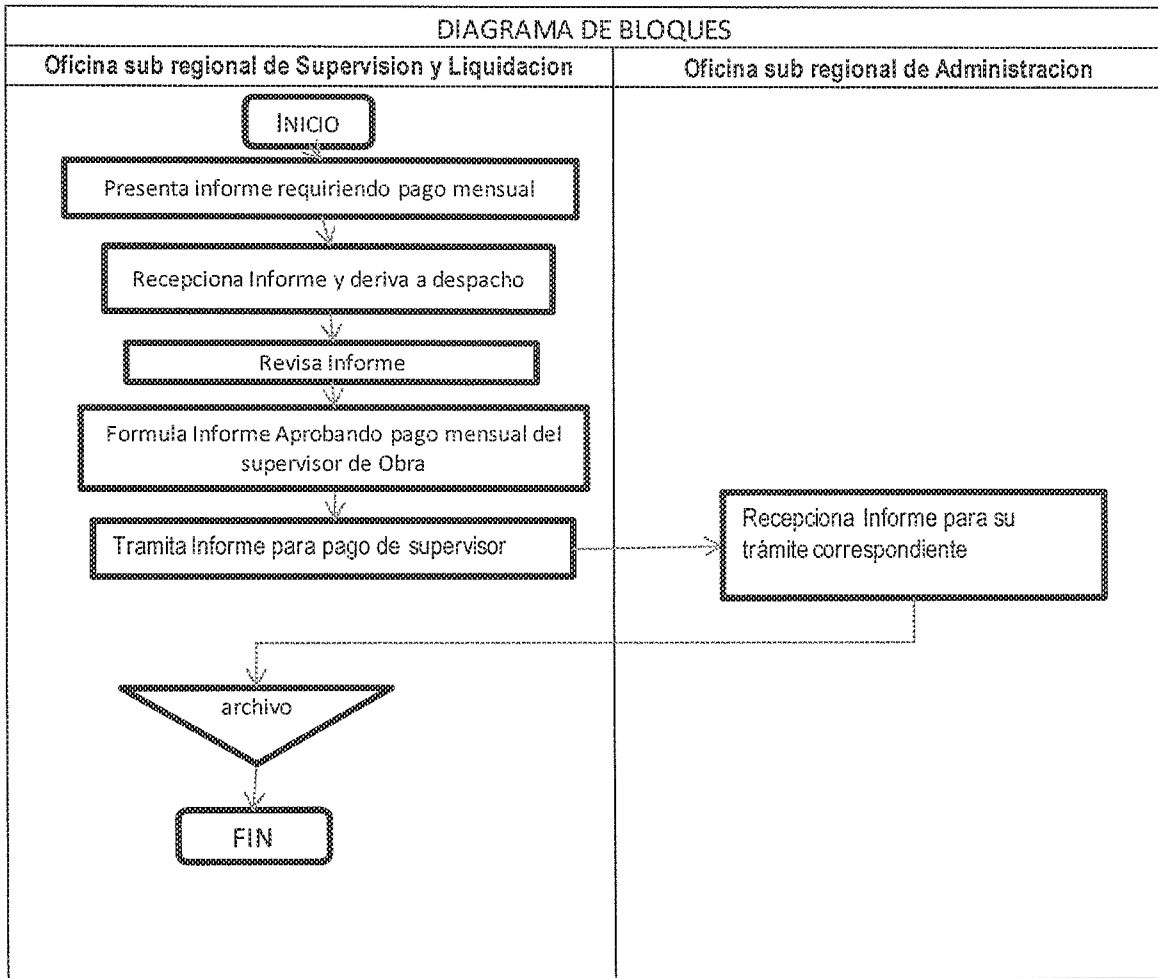 DIAGRAMA DE BLOQUES
Oficina sub regional de Supervision y Liquidacion
Oficina sub regional de Administracion
INICIO
Presenta informe requiriendo pago mensual
Recepciona Informe y deriva a despacho
Revisa Informe
Formula Informe Aprobando pago mensual del
supervisor de Obra
Tramita Informe para pago de supervisor
Recepciona Informe para su
trámite correspondiente
archivo
FIN